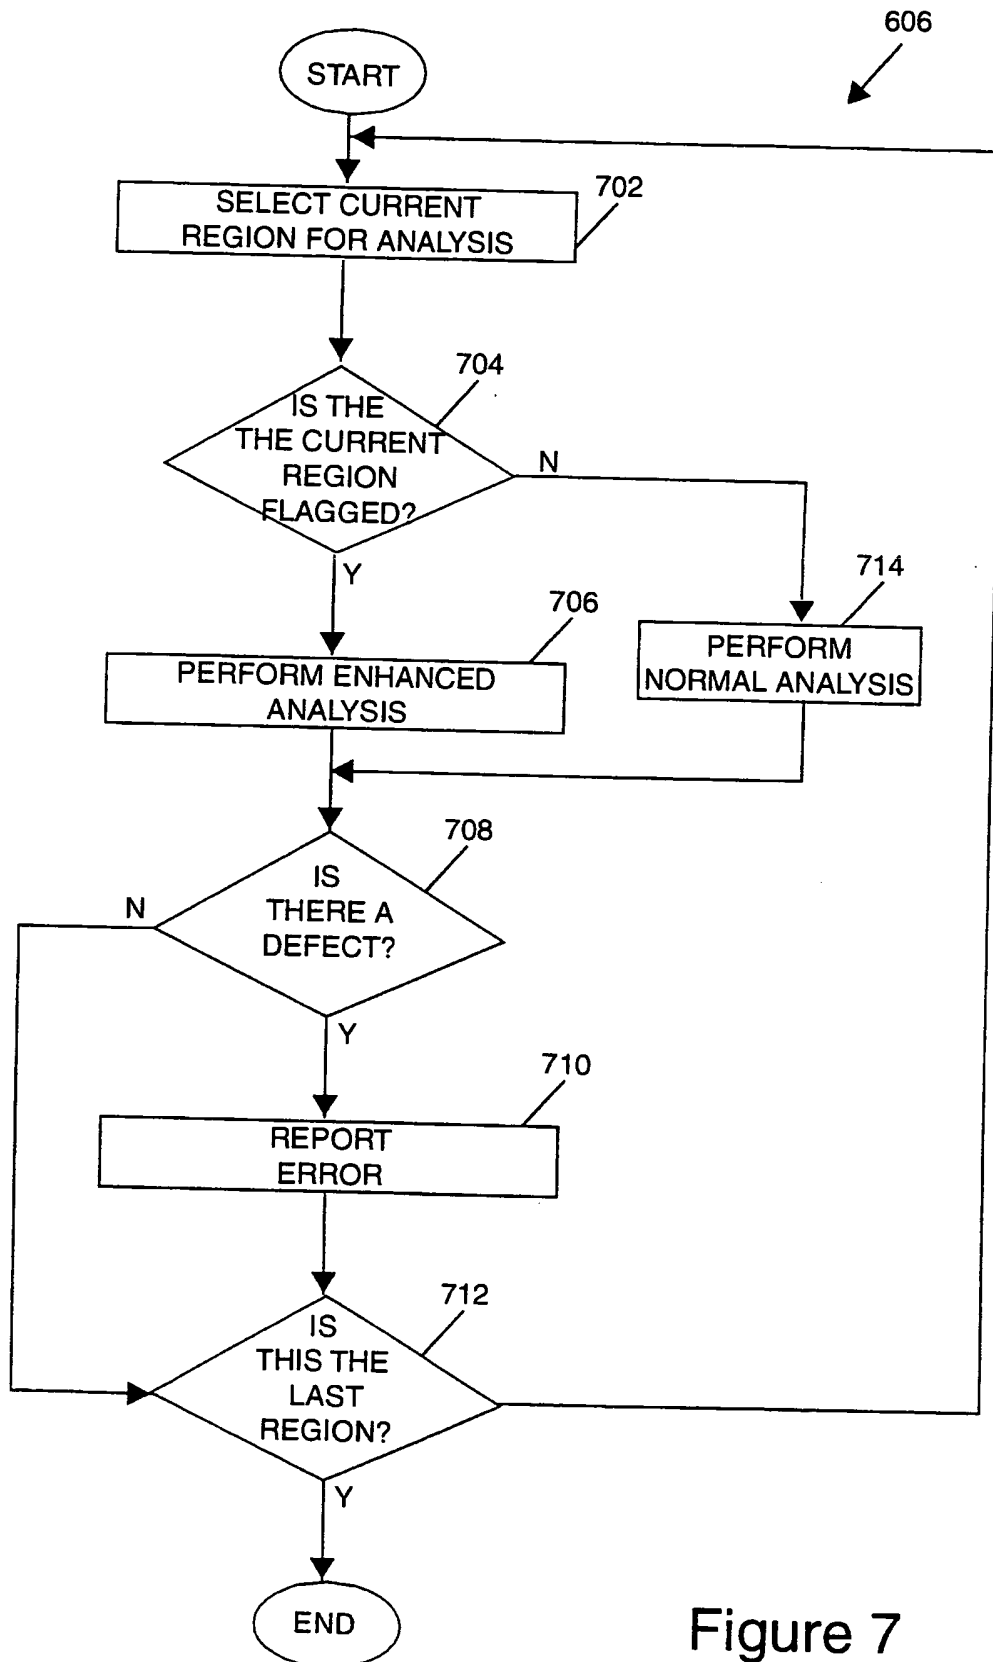 606
START
702
SELECT CURRENT
REGION FOR ANALYSIS
704
IS THE
THE CURRENT
REGION
FLAGGED?
N
Y
714
PERFORM
NORMAL ANALYSIS
706
PERFORM ENHANCED
ANALYSIS
708
IS
THERE A
DEFECT?
N
Y
710
REPORT
ERROR
712
IS
THIS THE
LAST
REGION?
Y
END
Figure 7